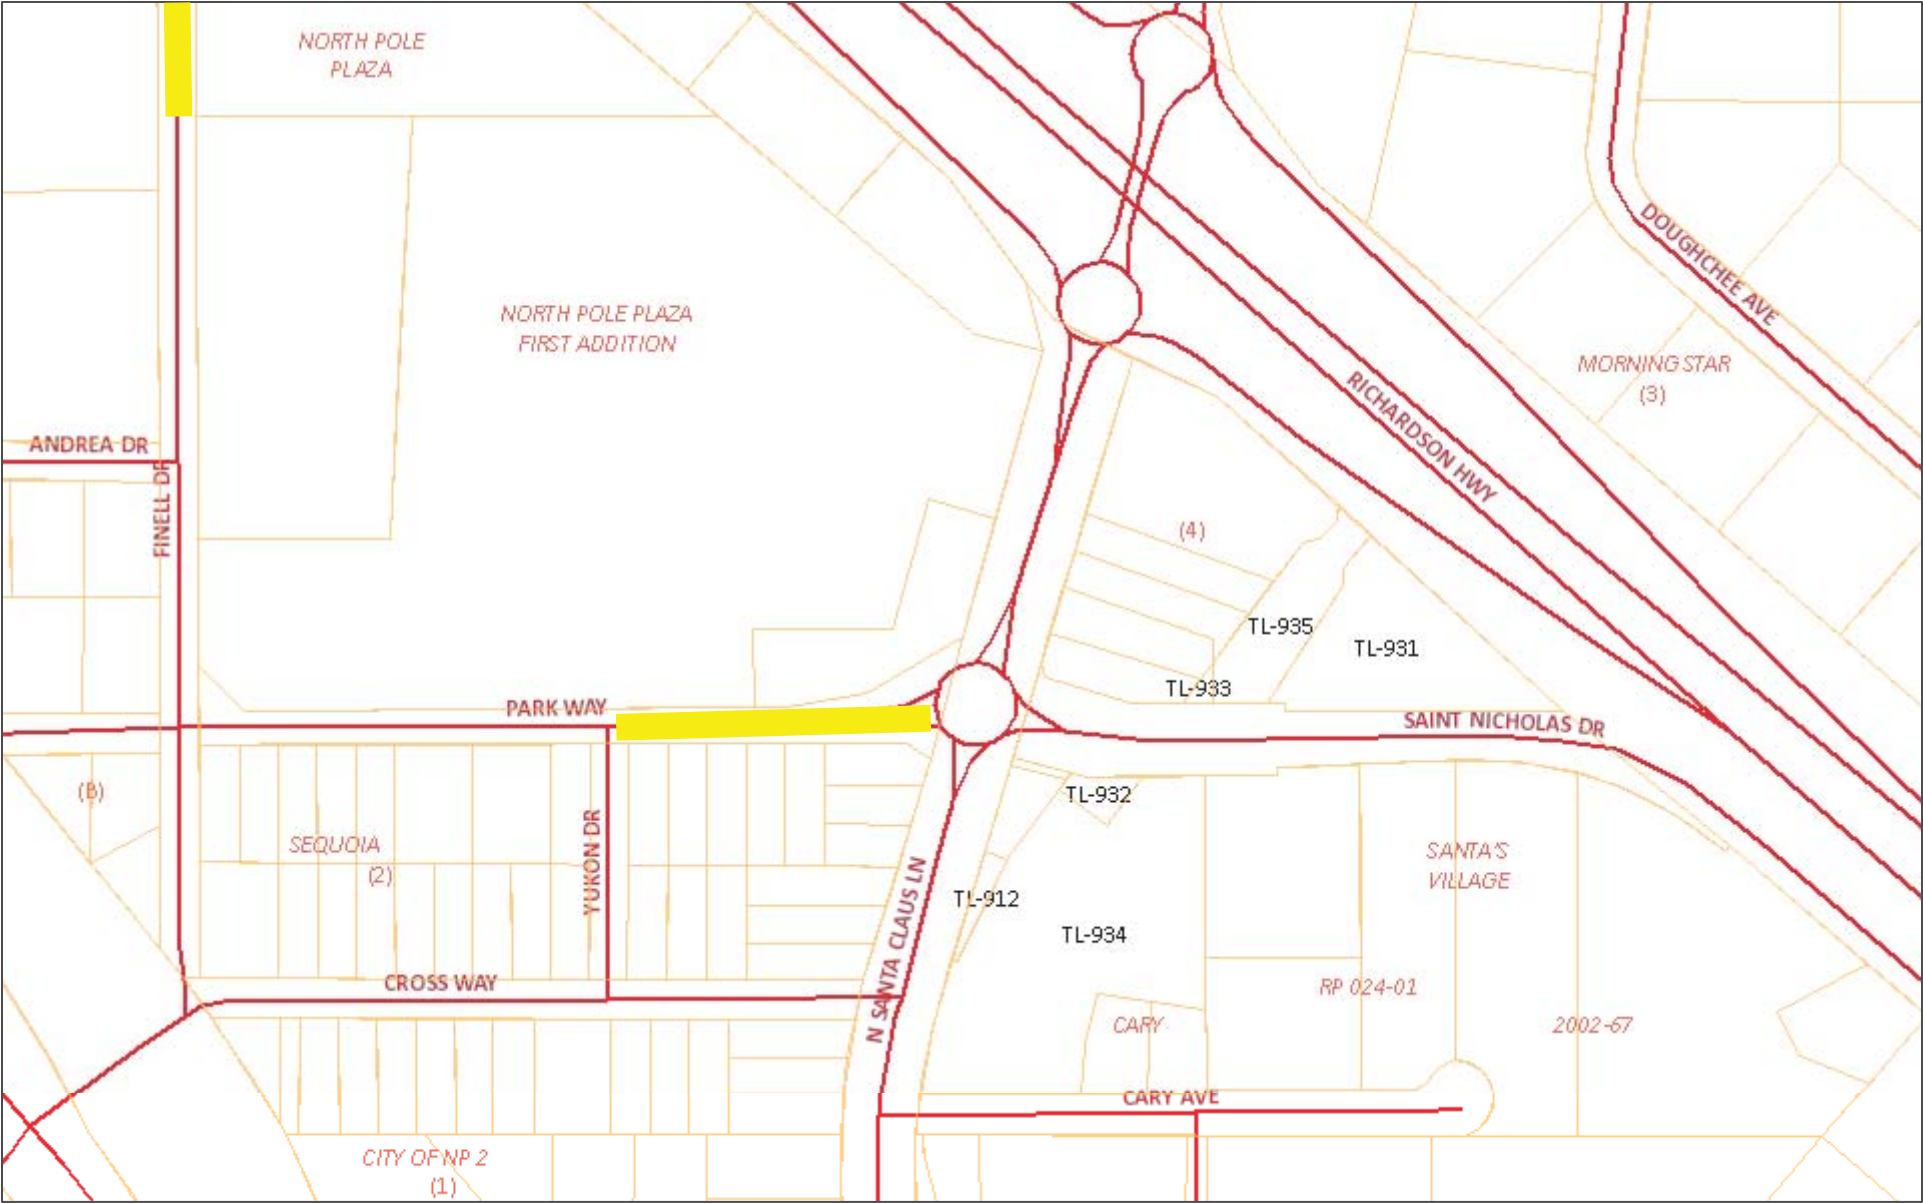 NORTH POLE
PLAZA
DOUGHCHEE AVE
NORTH POLE PLAZA
FIRST ADDITION
MORNING STAR
(3)
RICHARDSON HWY
ANDREA DR
FINELL DR
(4)
TL-935
TL-931
TL-933
PARK WAY
SAINT NICHOLAS DR
(B)
TL-932
SEQUOIA
(2)
YUKON DR
SANTA'S
VILLAGE
N SANTA CLAUS LN
TL-912
TL-934
CROSS WAY
RP 024-01
CARY
2002-67
CARY AVE
CITY OF NP 2
(1)